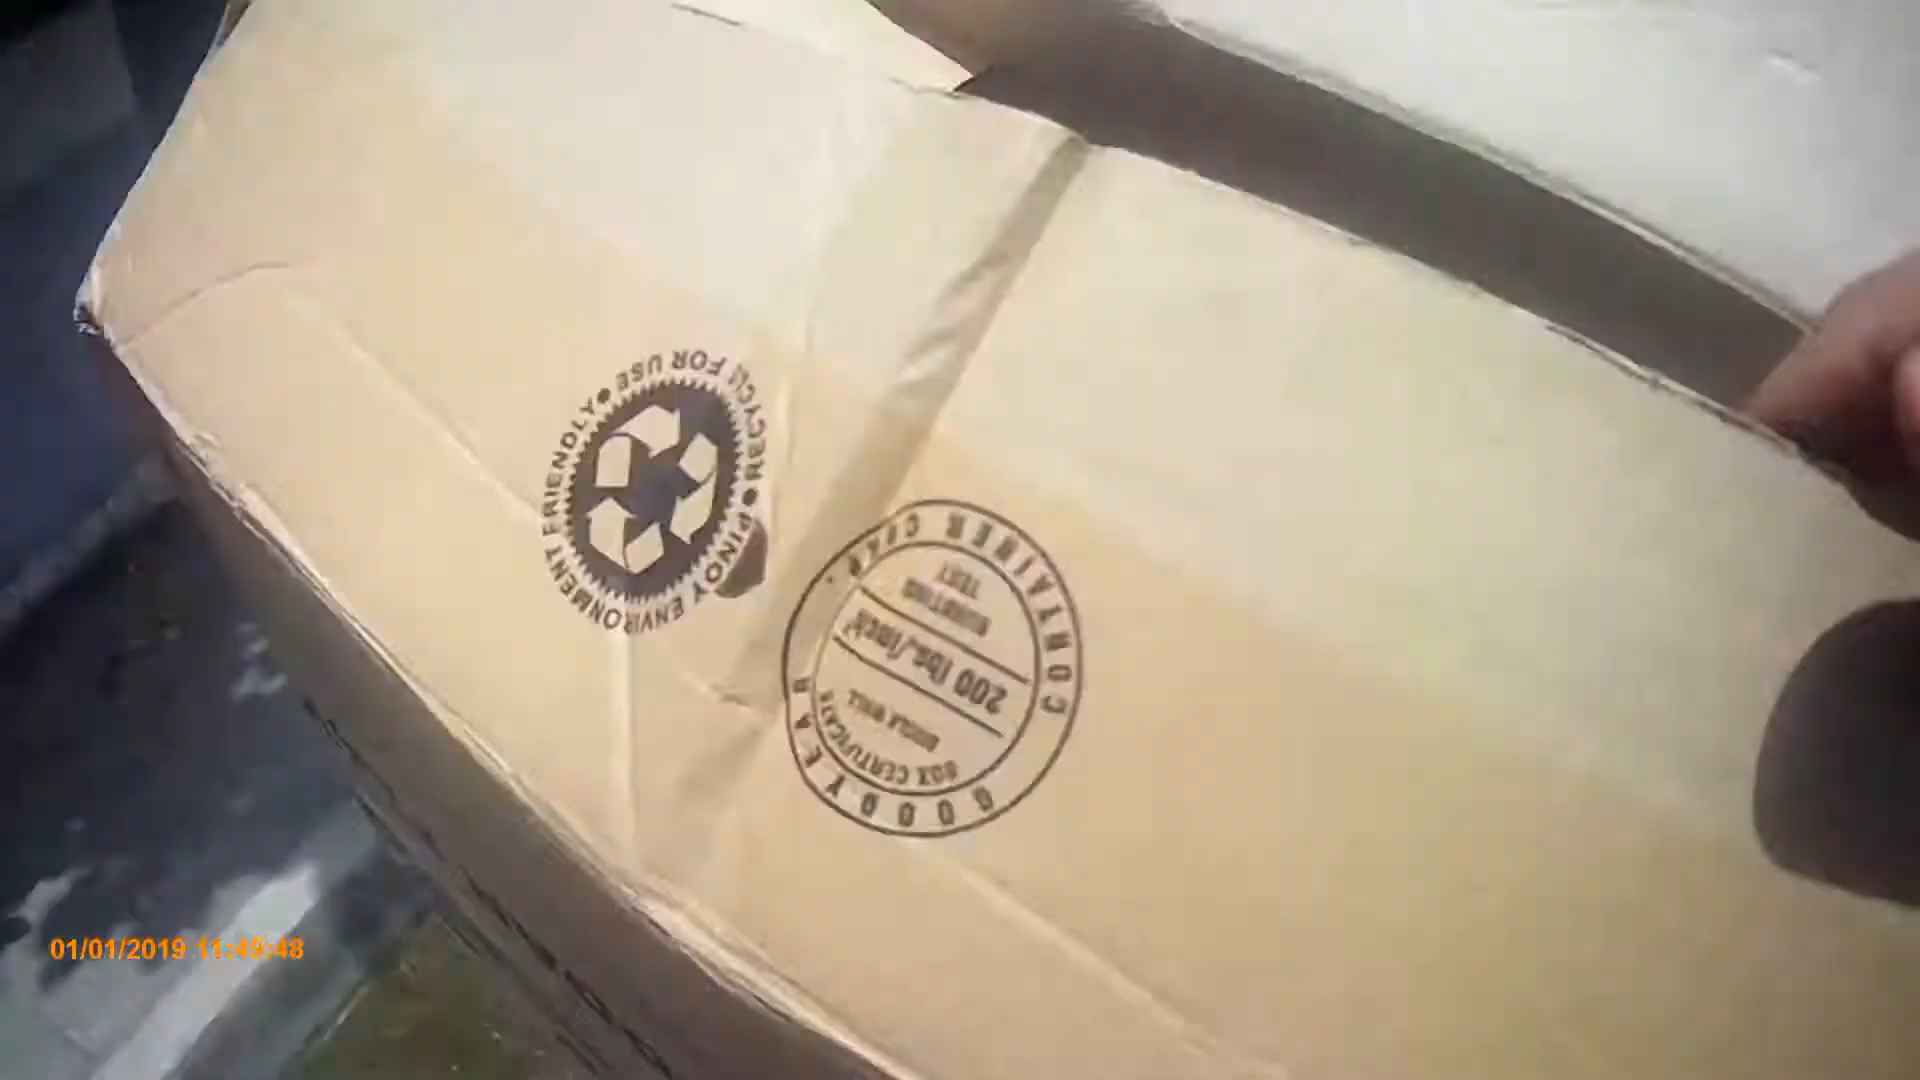 PINOY ENVIRONMENT FRIENDLY • RECYCLE FOR USE •
GOODYEAR
CONTAINER CORP.
BOX CERTIFICATE
SINGLE WALL
200 lbs./inch²
BURSTING
TEST
01/01/2019 11:49:48